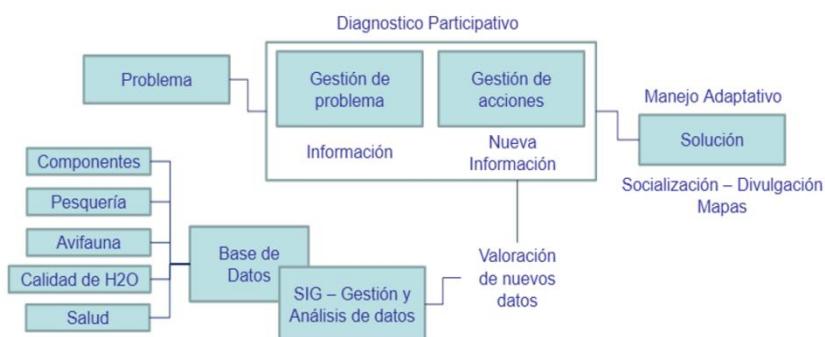 Diagnostico Participativo
Problema
Gestión de
problema
Gestión de
acciones
Información
Nueva
Información
Manejo Adaptativo
Solución
Socialización – Divulgación
Mapas
Componentes
Pesquería
Avifauna
Calidad de H2O
Salud
Base de
Datos
SIG – Gestión y
Análisis de datos
Valoración
de nuevos
datos